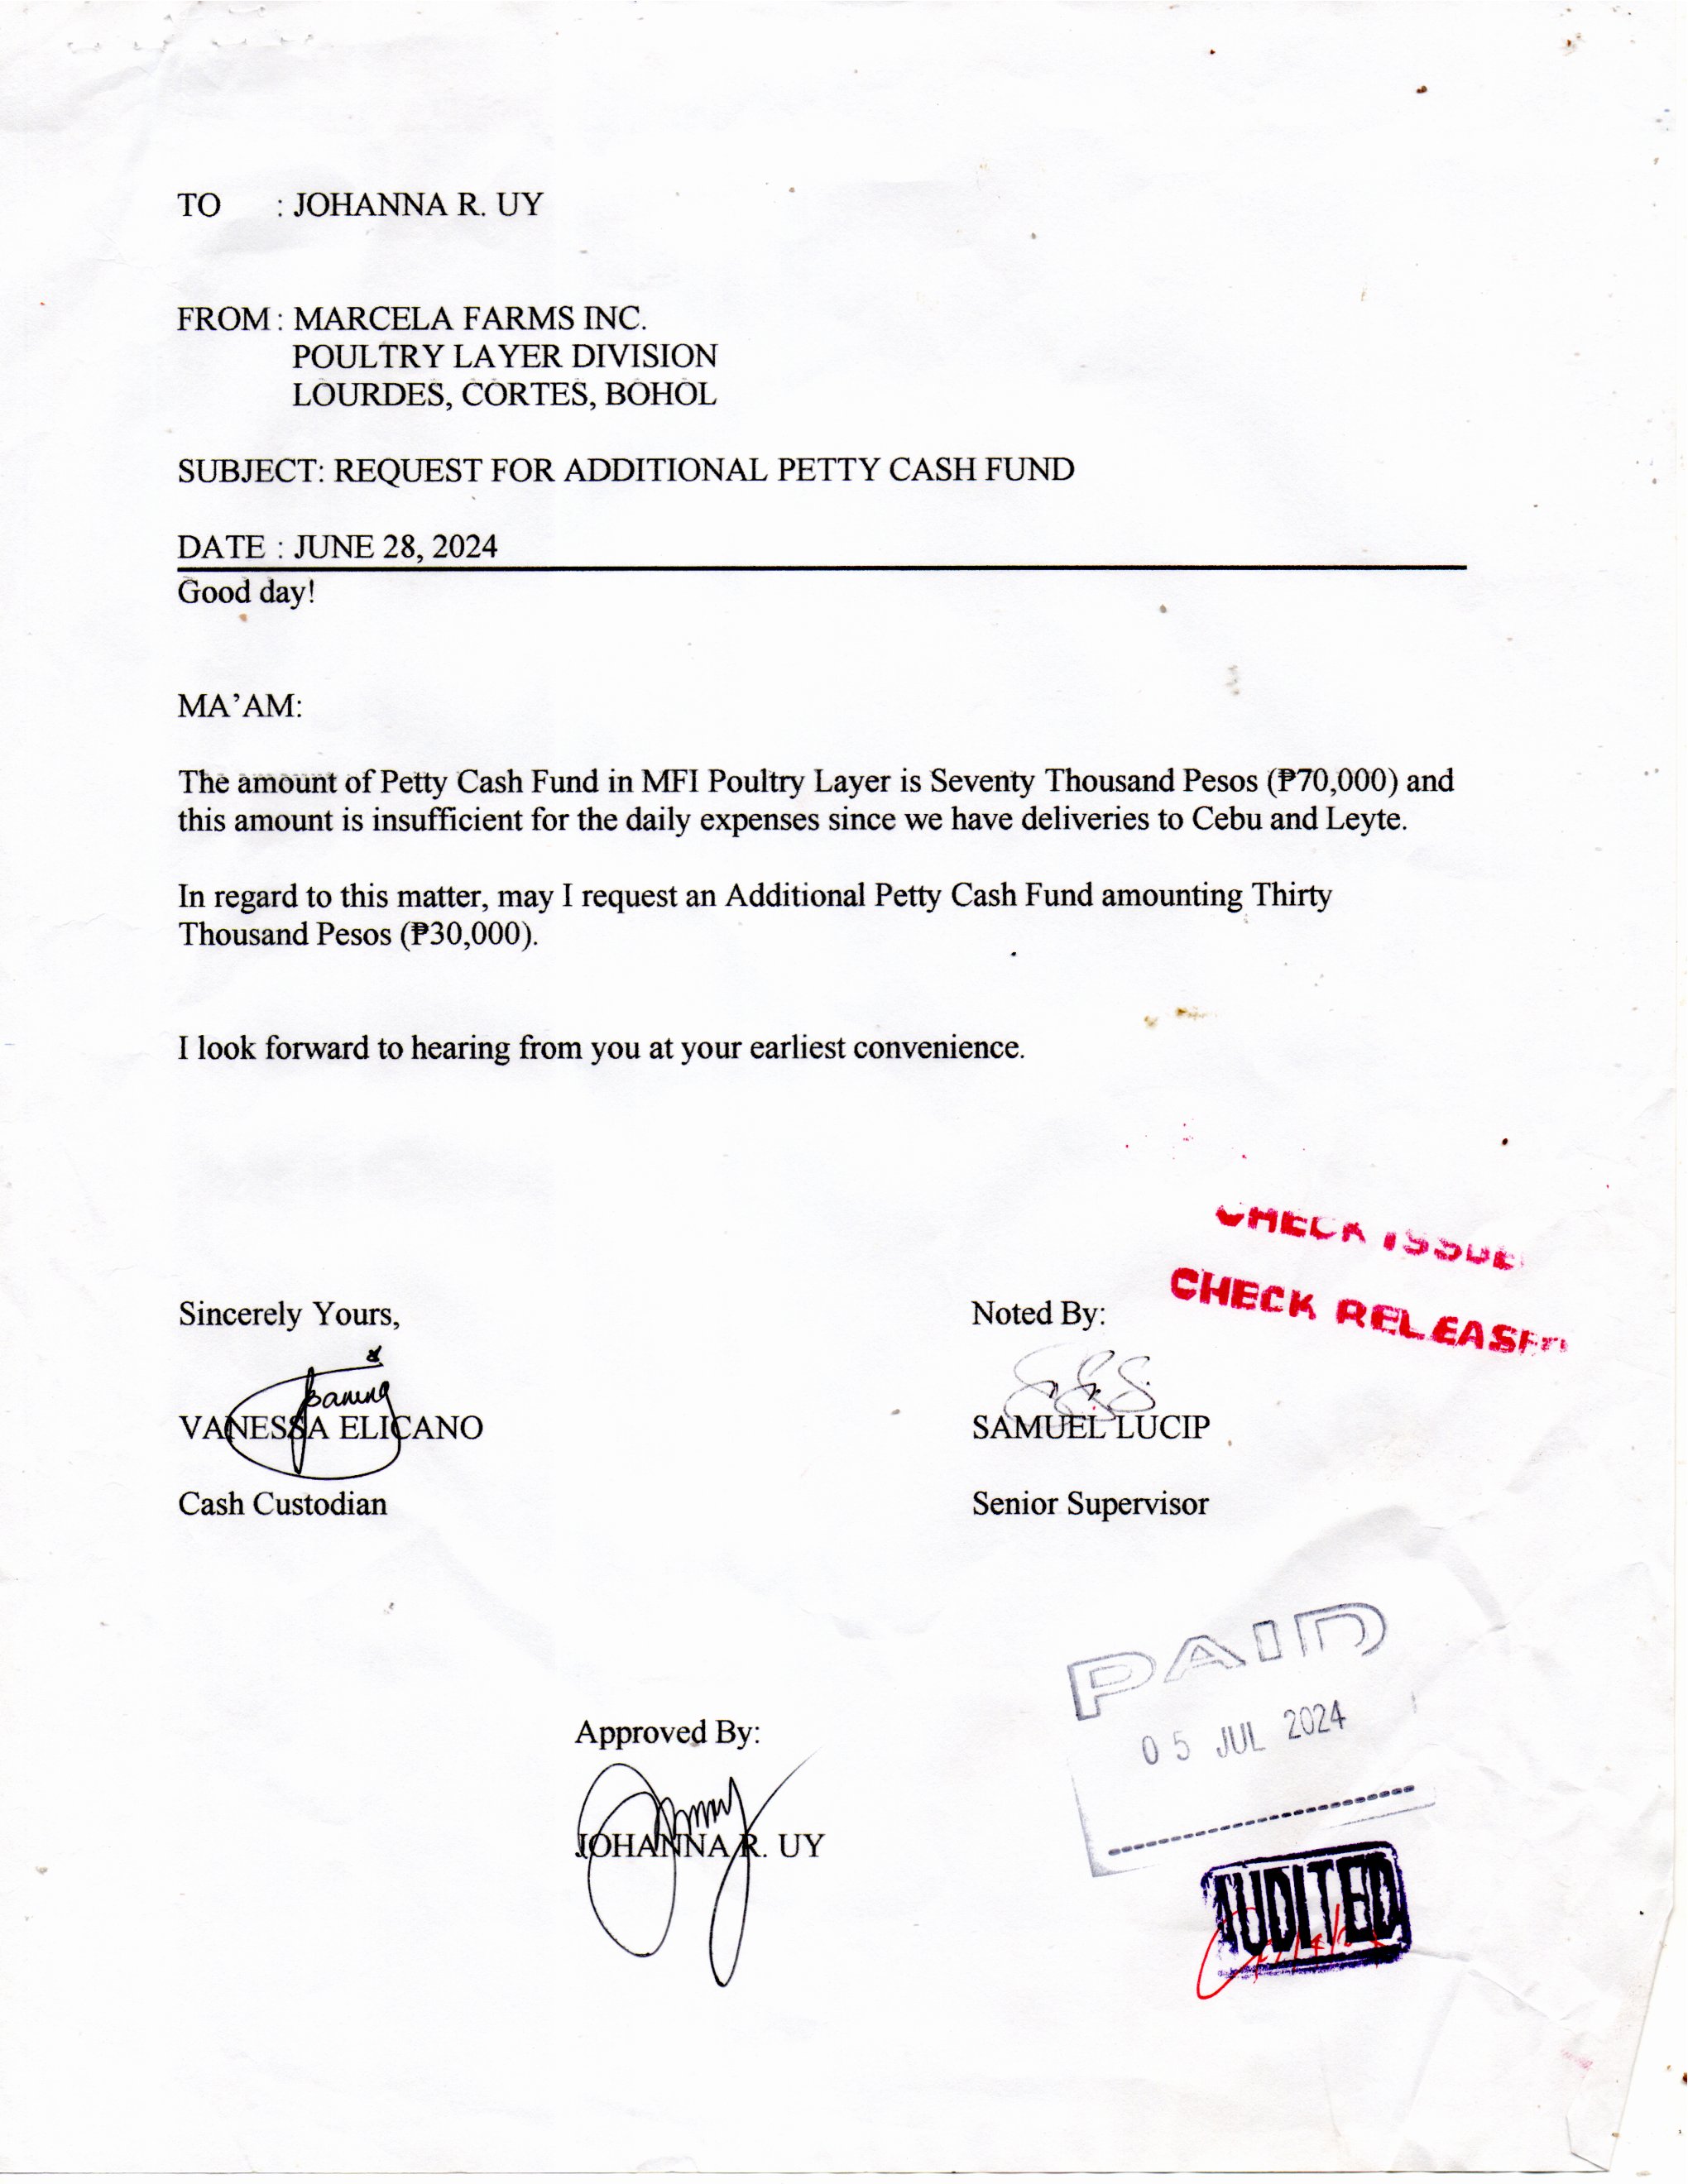 TO : JOHANNA R. UY
FROM : MARCELA FARMS INC.
POULTRY LAYER DIVISION
LOURDES, CORTES, BOHOL
SUBJECT: REQUEST FOR ADDITIONAL PETTY CASH FUND
DATE : JUNE 28, 2024
Good day!
MA’AM:
The amount of Petty Cash Fund in MFI Poultry Layer is Seventy Thousand Pesos (₱70,000) and
this amount is insufficient for the daily expenses since we have deliveries to Cebu and Leyte.
In regard to this matter, may I request an Additional Petty Cash Fund amounting Thirty
Thousand Pesos (₱30,000).
I look forward to hearing from you at your earliest convenience.
CHECK ISSUED
CHECK RELEASED
Sincerely Yours,
Noted By:
VANESSA ELICANO
SAMUEL LUCIP
Cash Custodian
Senior Supervisor
PAID
05 JUL 2024
Approved By:
JOHANNA R. UY
AUDITED